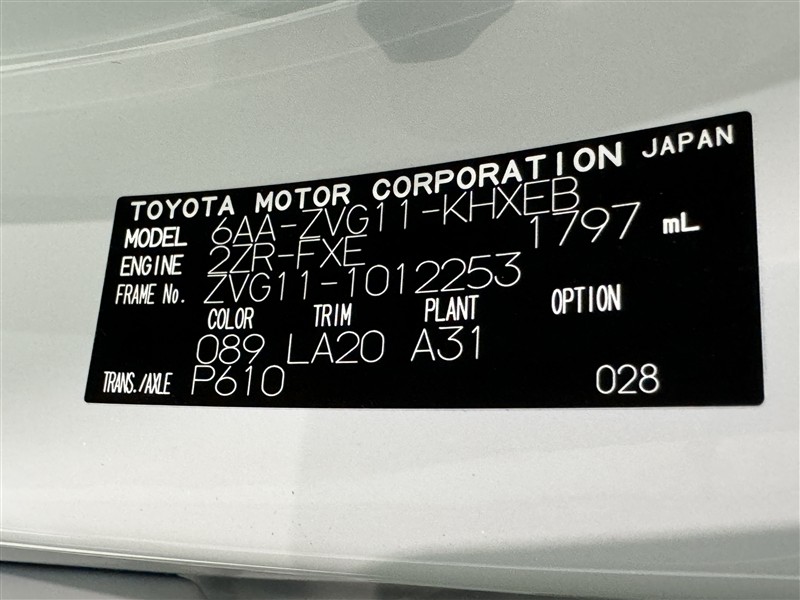 TOYOTA MOTOR CORPORATION JAPAN
MODEL 6AA-ZVG11-KHXEB
ENGINE 2ZR-FXE 1797 mL
FRAME No. ZVG11-1012253
COLOR TRIM PLANT OPTION
089 LA20 A31
TRANS./AXLE P610 028